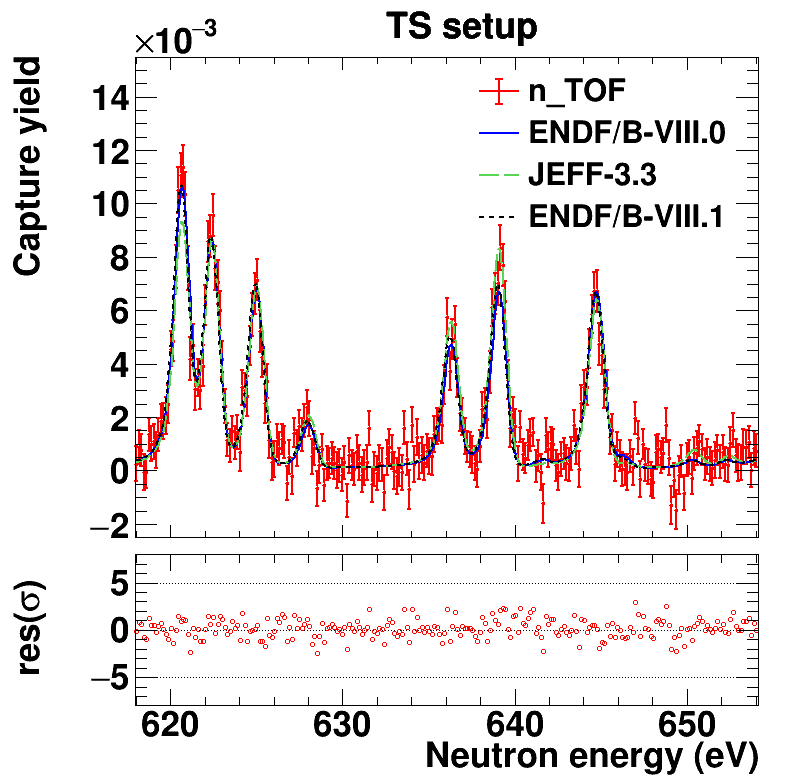 TS setup
×10⁻³
Capture yield
14
12
10
8
6
4
2
0
−2
n_TOF
ENDF/B-VIII.0
JEFF-3.3
ENDF/B-VIII.1
res(σ)
5
0
−5
620 630 640 650
Neutron energy (eV)